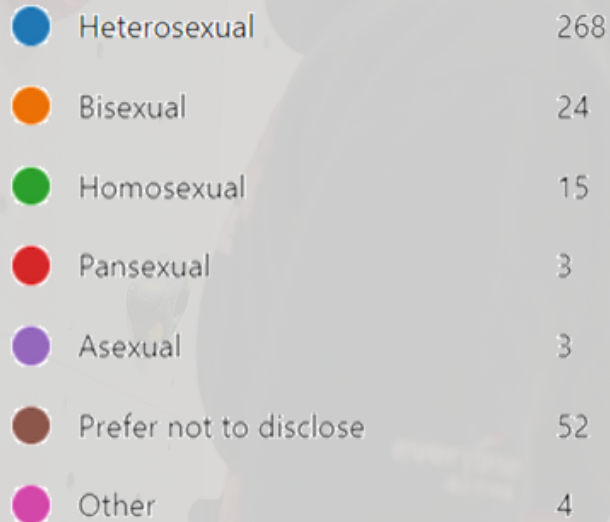 Heterosexual 268
Bisexual 24
Homosexual 15
Pansexual 3
Asexual 3
Prefer not to disclose 52
Other 4